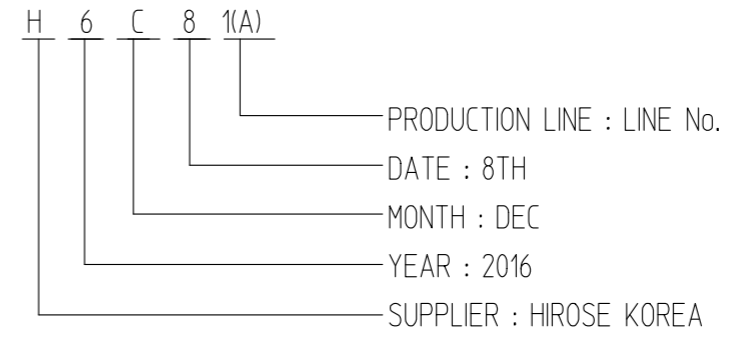 H 6 C 8 1(A)
PRODUCTION LINE : LINE No.
DATE : 8TH
MONTH : DEC
YEAR : 2016
SUPPLIER : HIROSE KOREA